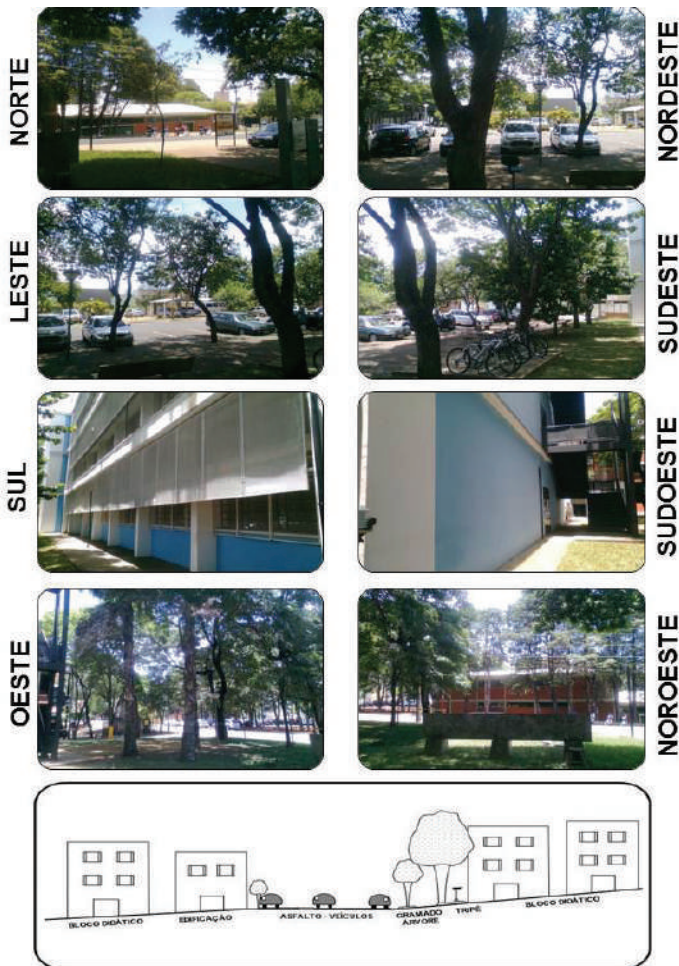 NORTE
NORDESTE
LESTE
SUDESTE
SUL
SUDOESTE
OESTE
NOROESTE
BLOCO DIDÁTICO
EDIFICAÇÃO
ASFALTO - VEÍCULOS
GRAMADO
ÁRVORE
TRIPÉ
BLOCO DIDÁTICO